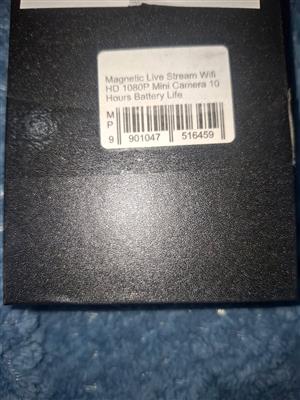 Magnetic Live Stream Wifi
HD 1080P Mini Camera 10
Hours Battery Life
M
P
9 901047 516459